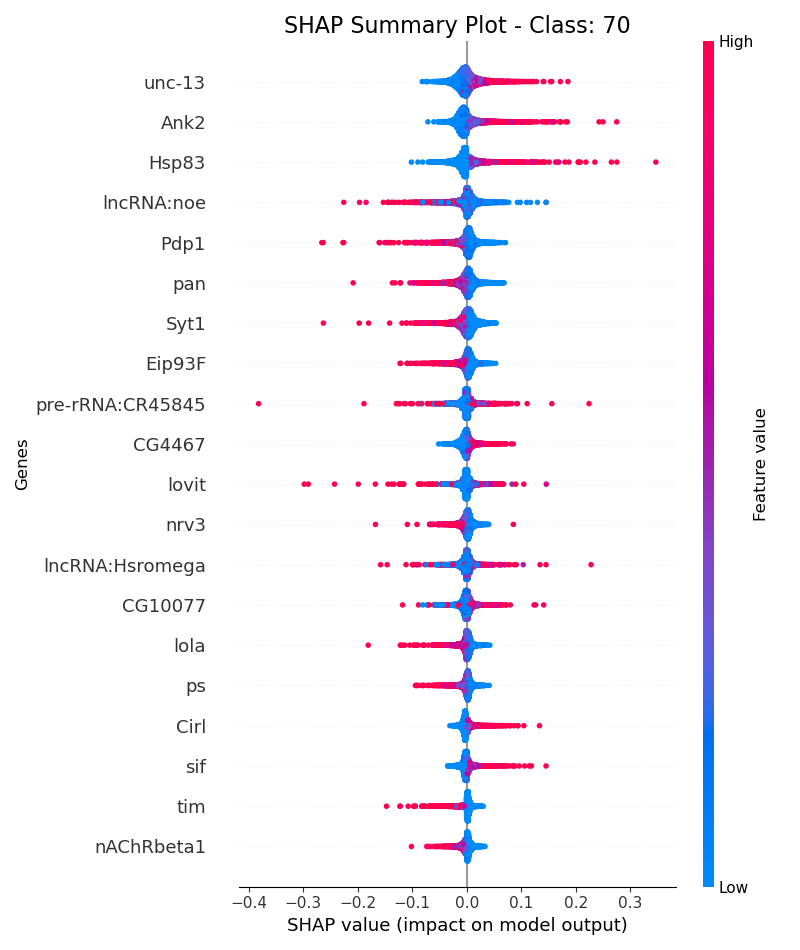 SHAP Summary Plot - Class: 70
High
unc-13
Ank2
Hsp83
lncRNA:noe
Pdp1
pan
Syt1
Eip93F
pre-rRNA:CR45845
CG4467
lovit
nrv3
lncRNA:Hsromega
CG10077
lola
ps
Cirl
sif
tim
nAChRbeta1
Genes
Feature value
Low
−0.4 −0.3 −0.2 −0.1 0.0 0.1 0.2 0.3
SHAP value (impact on model output)